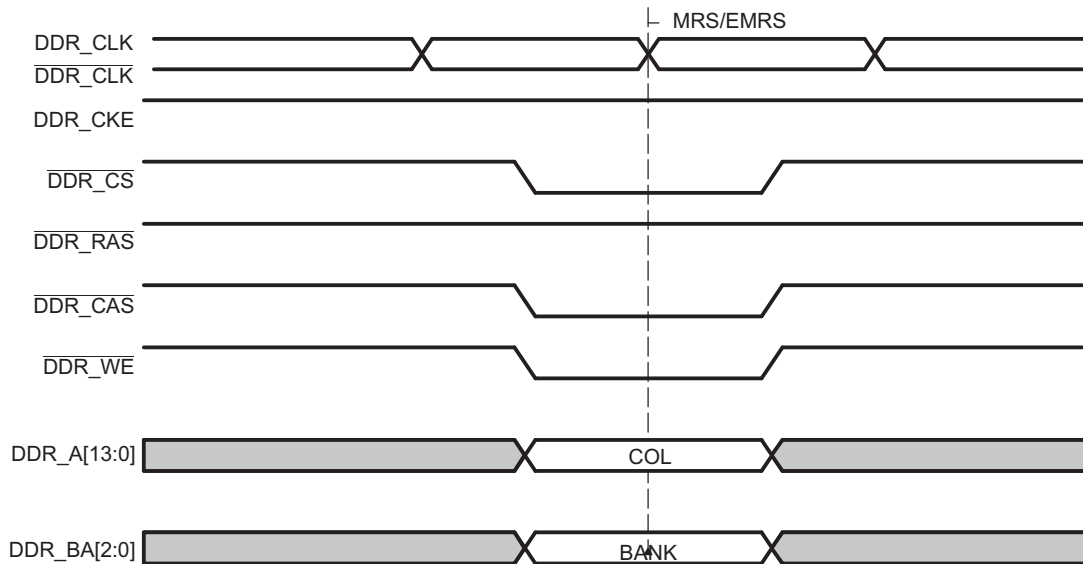 MRS/EMRS
DDR_CLK
DDR_CLK
DDR_CKE
DDR_CS
DDR_RAS
DDR_CAS
DDR_WE
DDR_A[13:0]
COL
DDR_BA[2:0]
BANK